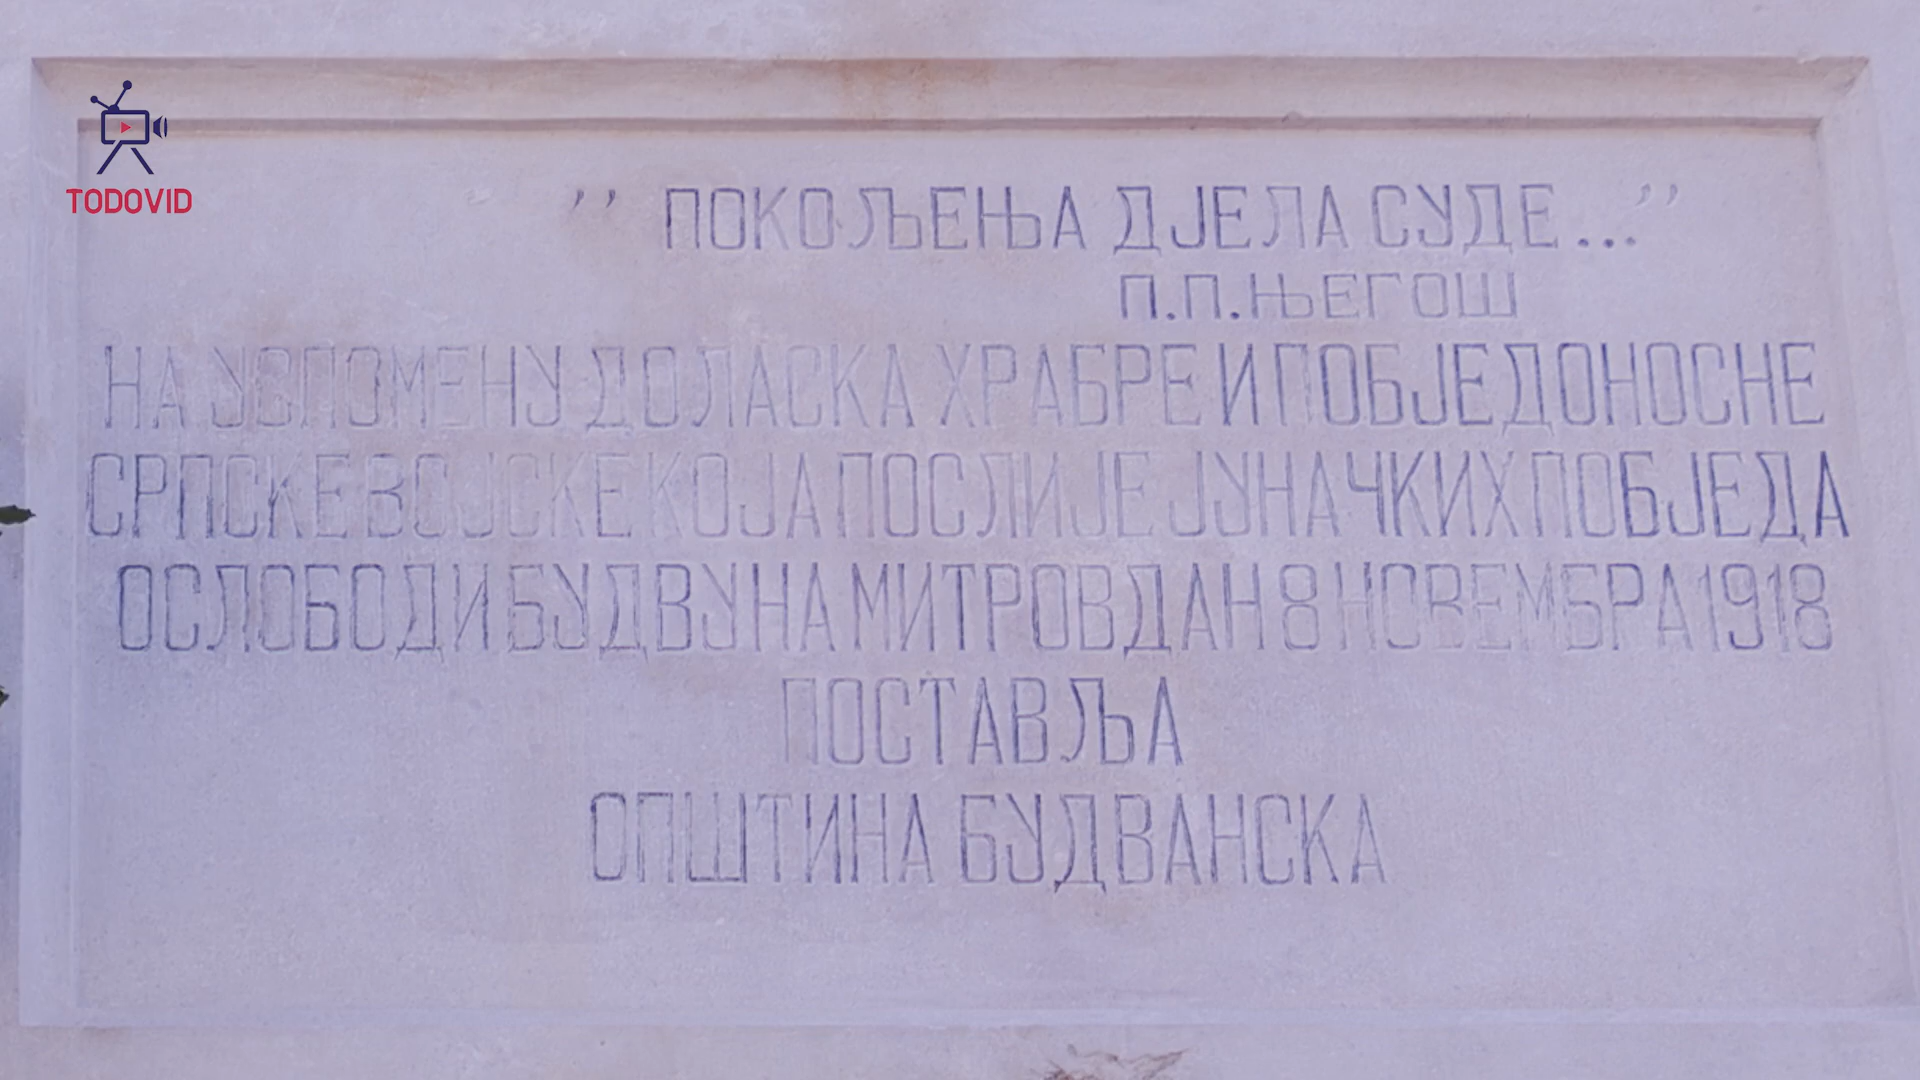 TODOVID
’’ ПОКОЉЕЊА ДЈЕЛА СУДЕ...’’
П.П.ЊЕГОШ
НА УСПОМЕНУ ДОЛАСКА ХРАБРЕ И ПОБЈЕДОНОСНЕ
СРПСКЕ ВОЈСКЕ КОЈА ПОСЛИЈЕ ЈУНАЧКИХ ПОБЈЕДА
ОСЛОБОДИ БУДВУ НА МИТРОВДАН 8 НОВЕМБРА 1918
ПОСТАВЉА
ОПШТИНА БУДВАНСКА